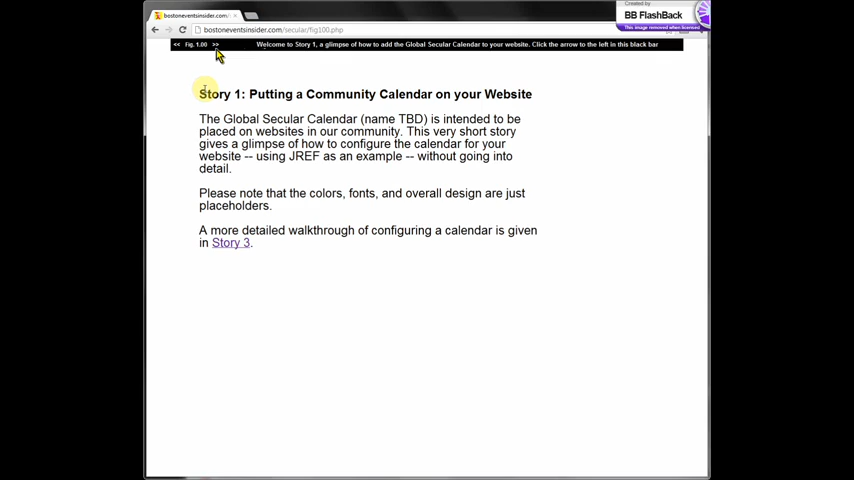 Created by
BB FlashBack
This image removed when licensed
bostoneventsinsider.com/
bostoneventsinsider.com/secular/fig100.php
<< Fig. 1.00 >> Welcome to Story 1, a glimpse of how to add the Global Secular Calendar to your website. Click the arrow to the left in this black bar
Story 1: Putting a Community Calendar on your Website
The Global Secular Calendar (name TBD) is intended to be
placed on websites in our community. This very short story
gives a glimpse of how to configure the calendar for your
website -- using JREF as an example -- without going into
detail.
Please note that the colors, fonts, and overall design are just
placeholders.
A more detailed walkthrough of configuring a calendar is given
in Story 3.